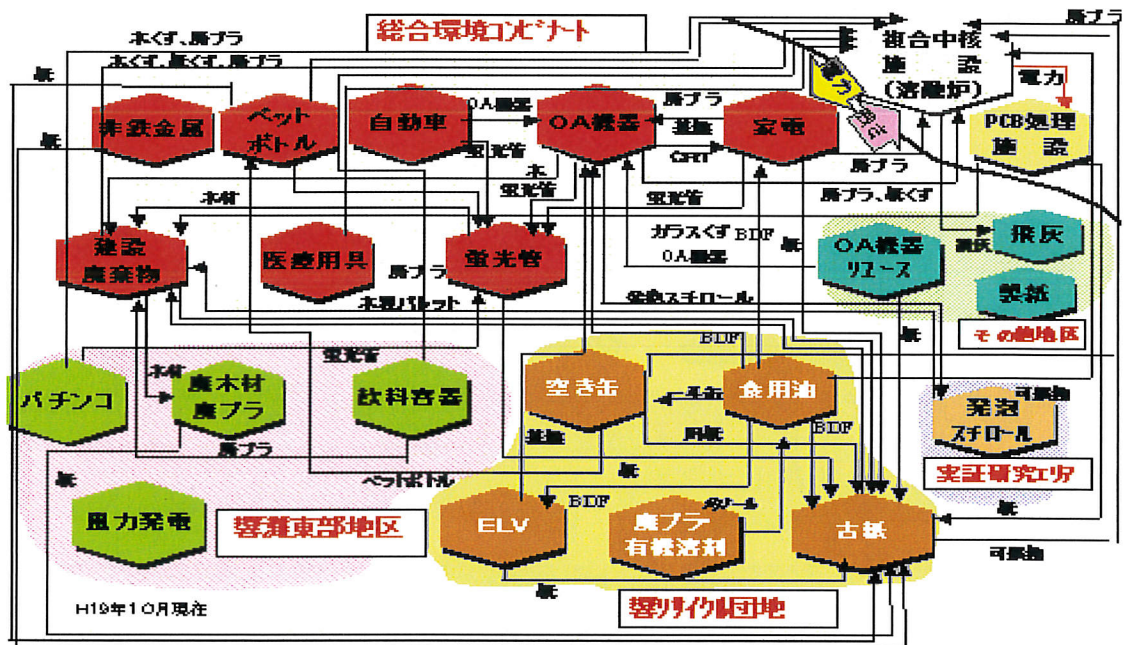 総合環境コンビナート
廃プラ
木くず、廃プラ
木くず、紙くず、廃プラ
複合中核
施 設
(溶融炉)
電力
紙
非鉄金属
ペット
ボトル
自動車
OA機器
OA機器
廃プラ
基板
CRT
家電
PCB処理
施 設
蛍光管
木
蛍光管
蛍光管
廃プラ
廃プラ、紙くず
木材
建設
廃棄物
医療用具
廃プラ
蛍光管
ガラスくず
BDF
OA機器
紙
OA機器
リユース
飛灰
飛灰
製紙
木製パレット
発泡スチロール
紙
その他地区
蛍光管
BDF
パチンコ
木材
廃木材
廃プラ
飲料容器
空き缶
食用油
可燃物
発泡
スチロール
基板
BDF
廃プラ
紙
ペットボトル
紙
実証研究エリア
風力発電
響灘東部地区
BDF
ELV
廃プラ
有機溶剤
古紙
紙
可燃物
紙
響リサイクル団地
H19年10月現在